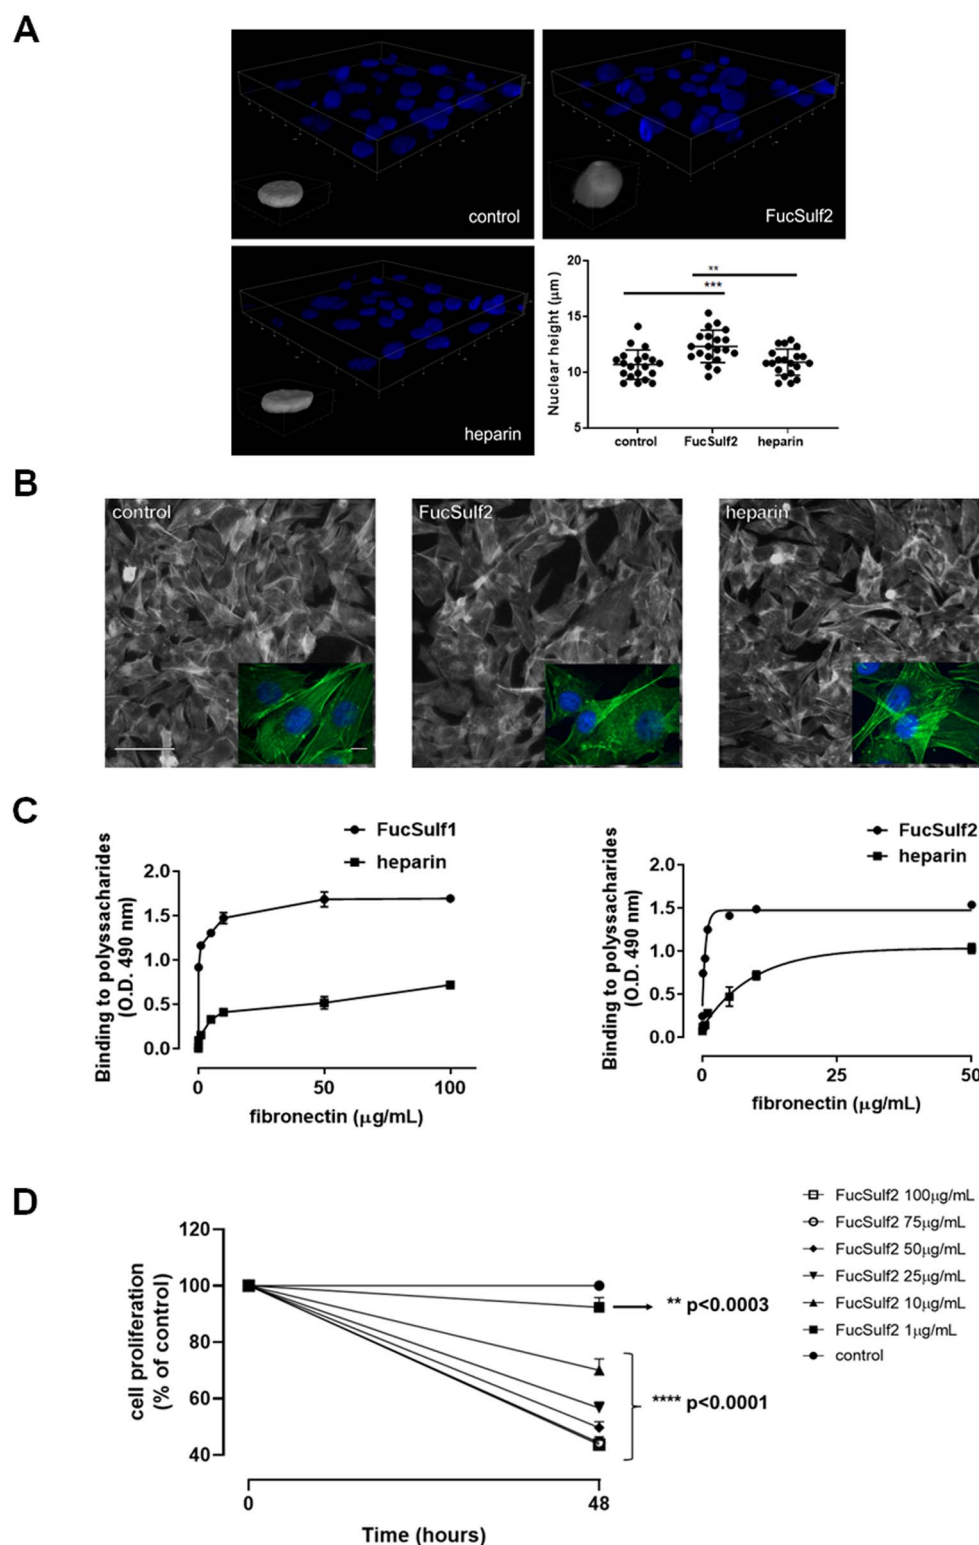 A
control
FucSulf2
heparin
20
15
10
5
Nuclear height (μm)
**
***
control
FucSulf2
heparin
B
control
FucSulf2
heparin
C
FucSulf1
heparin
2.0
1.5
1.0
0.5
0.0
Binding to polyssacharides
(O.D. 490 nm)
0
50
100
fibronectin (μg/mL)
FucSulf2
heparin
2.0
1.5
1.0
0.5
0.0
Binding to polyssacharides
(O.D. 490 nm)
0
25
50
fibronectin (μg/mL)
D
120
100
80
60
40
cell proliferation
(% of control)
0
48
Time (hours)
** p<0.0003
**** p<0.0001
FucSulf2 100μg/mL
FucSulf2 75μg/mL
FucSulf2 50μg/mL
FucSulf2 25μg/mL
FucSulf2 10μg/mL
FucSulf2 1μg/mL
control